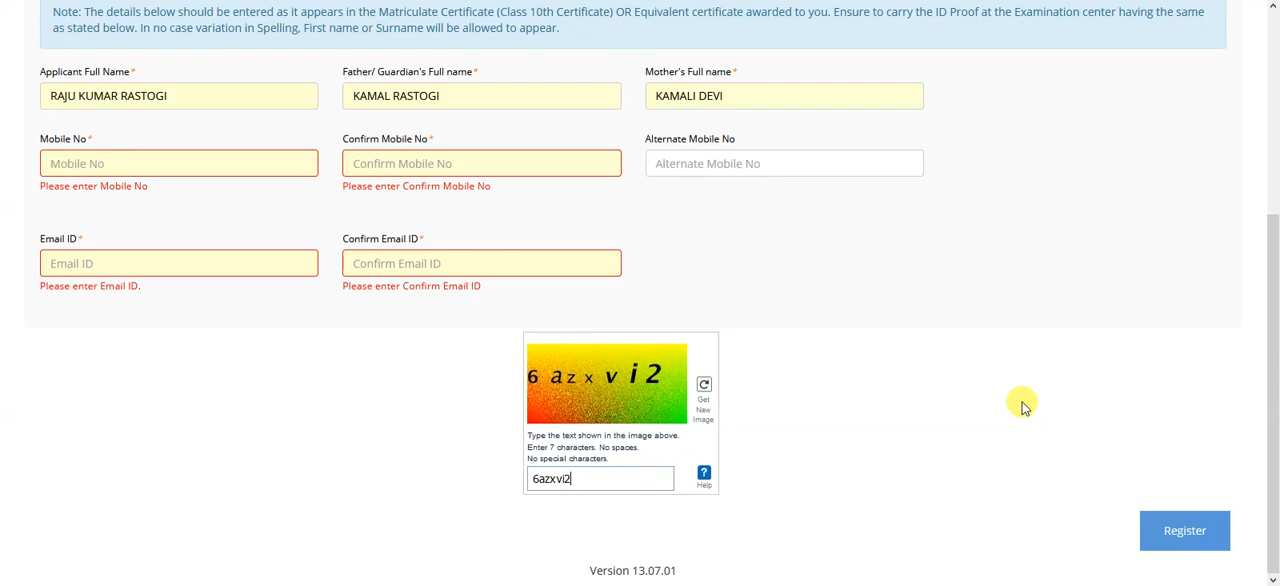 Note: The details below should be entered as it appears in the Matriculate Certificate (Class 10th Certificate) OR Equivalent certificate awarded to you. Ensure to carry the ID Proof at the Examination center having the same
as stated below. In no case variation in Spelling, First name or Surname will be allowed to appear.
Applicant Full Name* Father/ Guardian's Full name* Mother's Full name*
RAJU KUMAR RASTOGI KAMAL RASTOGI KAMALI DEVI
Mobile No* Confirm Mobile No* Alternate Mobile No
Mobile No Confirm Mobile No Alternate Mobile No
Please enter Mobile No Please enter Confirm Mobile No
Email ID* Confirm Email ID*
Email ID Confirm Email ID
Please enter Email ID. Please enter Confirm Email ID
6 a z x v i 2
Get
New
Image
Type the text shown in the image above.
Enter 7 characters. No spaces.
No special characters.
6azxvi2
?
Help
Register
Version 13.07.01